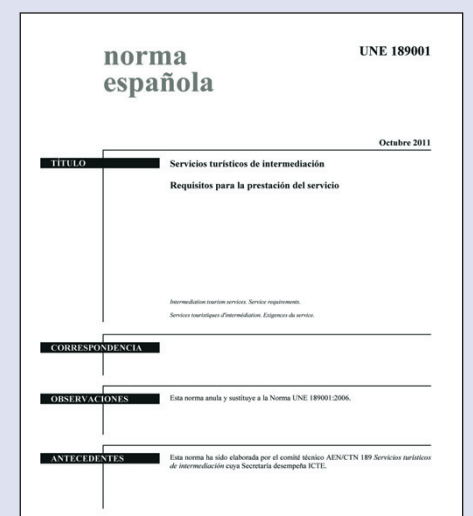 norma
española
UNE 189001
Octubre 2011
TÍTULO
Servicios turísticos de intermediación
Requisitos para la prestación del servicio
Intermediation tourism services. Service requirements.
Services touristiques d'intermédiation. Exigences du service.
CORRESPONDENCIA
OBSERVACIONES
Esta norma anula y sustituye a la Norma UNE 189001:2006.
ANTECEDENTES
Esta norma ha sido elaborada por el comité técnico AEN/CTN 189 Servicios turísticos
de intermediación cuya Secretaría desempeña ICTE.